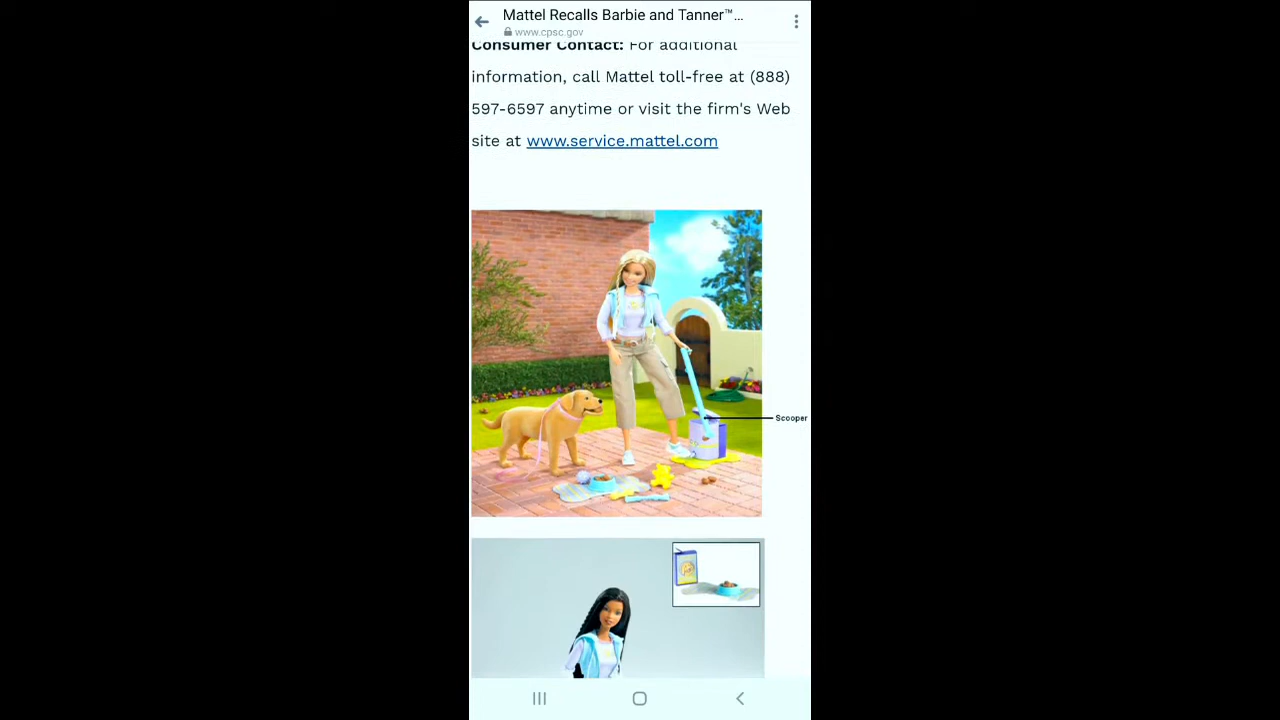 Mattel Recalls Barbie and Tanner™...
www.cpsc.gov
Consumer Contact: For additional
information, call Mattel toll-free at (888)
597-6597 anytime or visit the firm's Web
site at www.service.mattel.com
Scooper